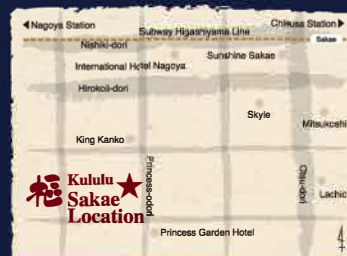 ◀Nagoya Station
Chikusa Station▶
Subway Higashiyama Line
Sakae
Nishiki-dori
Sunshine Sakae
International Hotel Nagoya
Hirokoji-dori
Skyle
Mitsukoshi
King Kanko
Princess-odori
Otsu-dori
Kululu
Sakae
Location
Lachic
Princess Garden Hotel